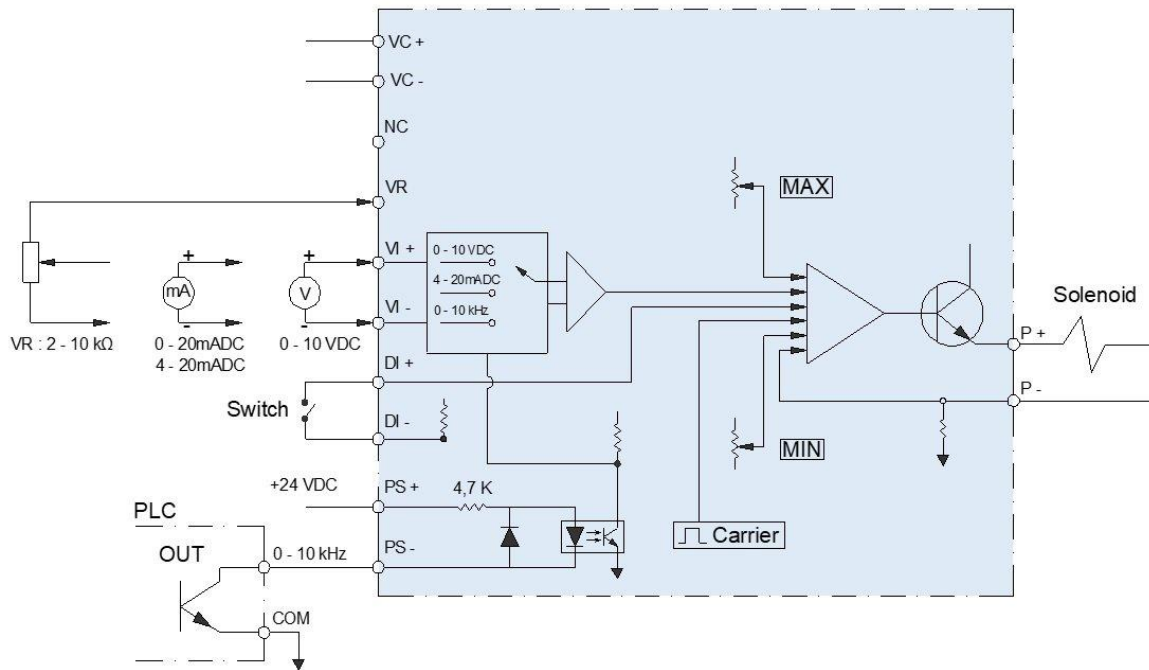 VC +
VC -
NC
VR
MAX
VI +
0 - 10 VDC
+
+
4 - 20mADC
mA
V
VI -
0 - 10 kHz
Solenoid
P +
-
-
VR : 2 - 10 kΩ
0 - 20mADC
4 - 20mADC
0 - 10 VDC
DI +
P -
Switch
DI -
MIN
+24 VDC
PS +
4,7 K
PLC
Carrier
OUT
0 - 10 kHz
PS -
COM